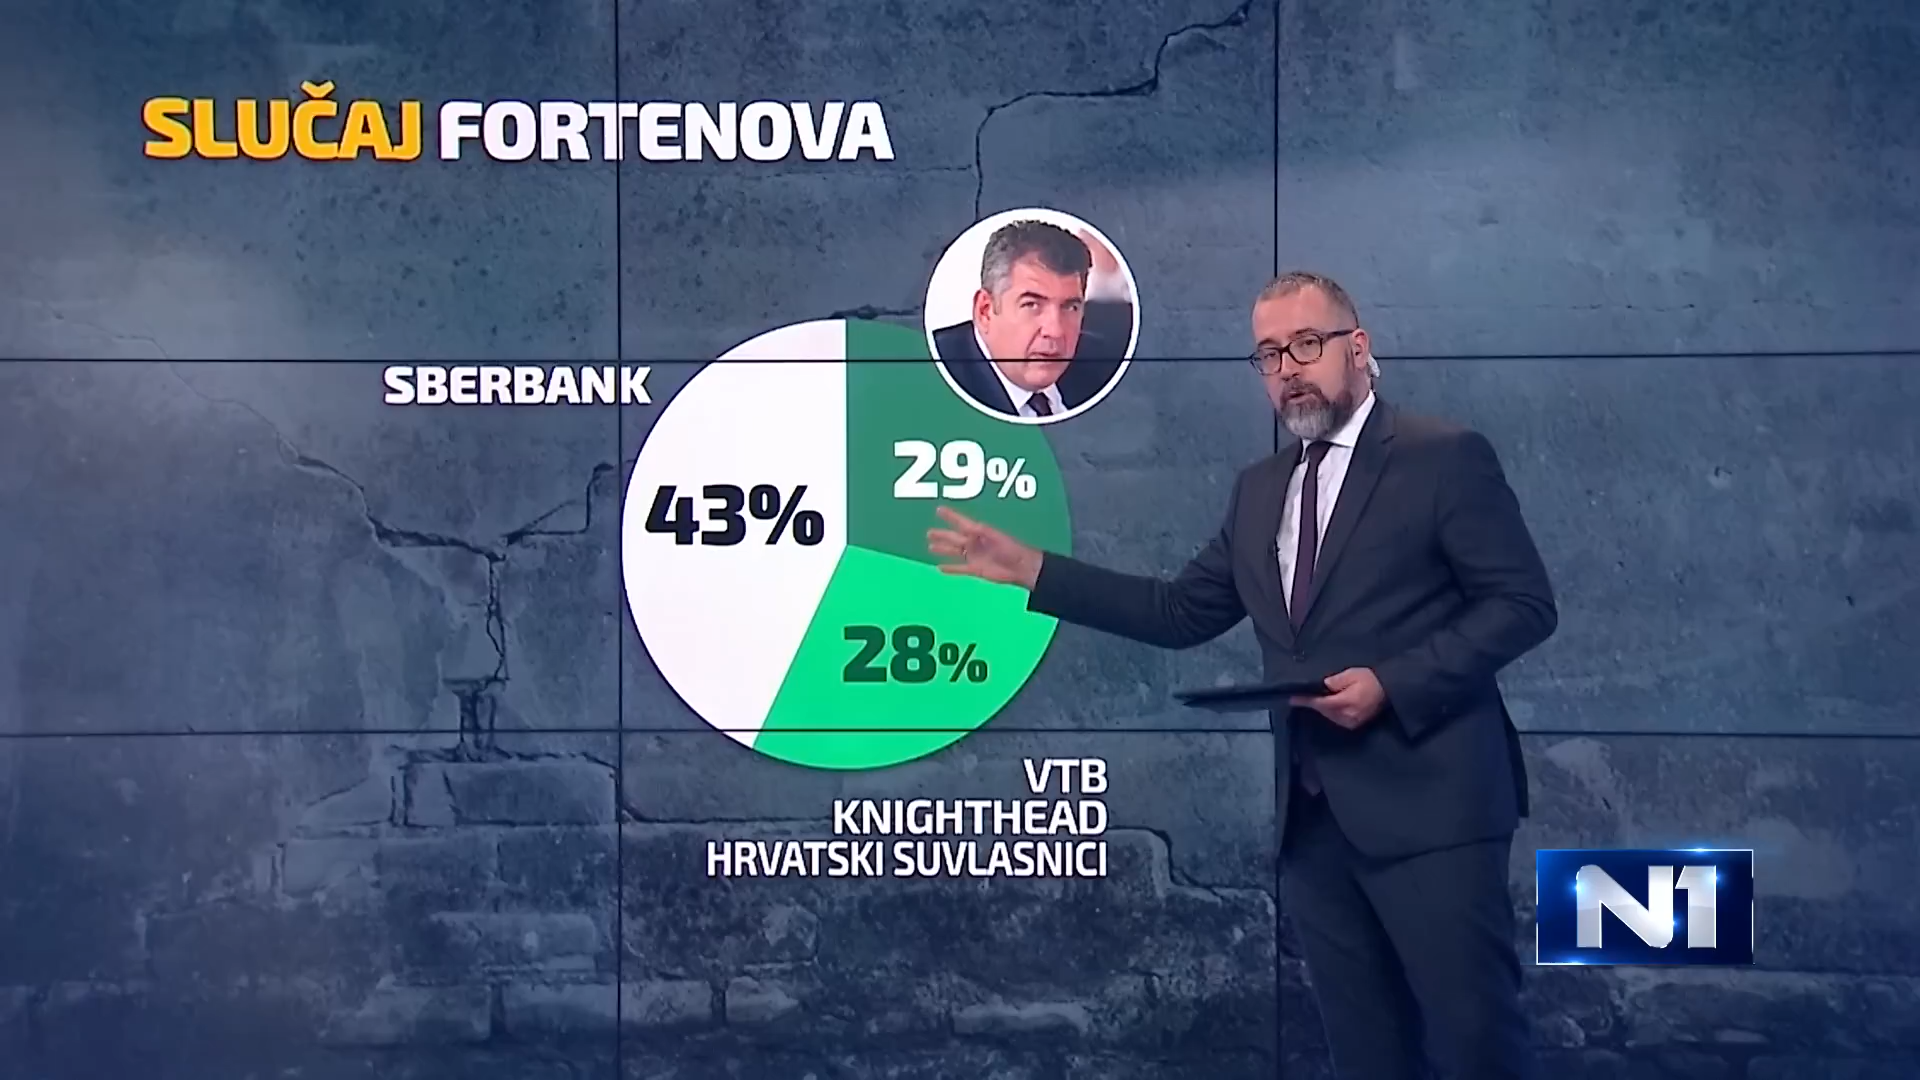 SLUČAJ FORTENOVA
SBERBANK
43%
29%
28%
VTB
KNIGHTHEAD
HRVATSKI SUVLASNICI
N1